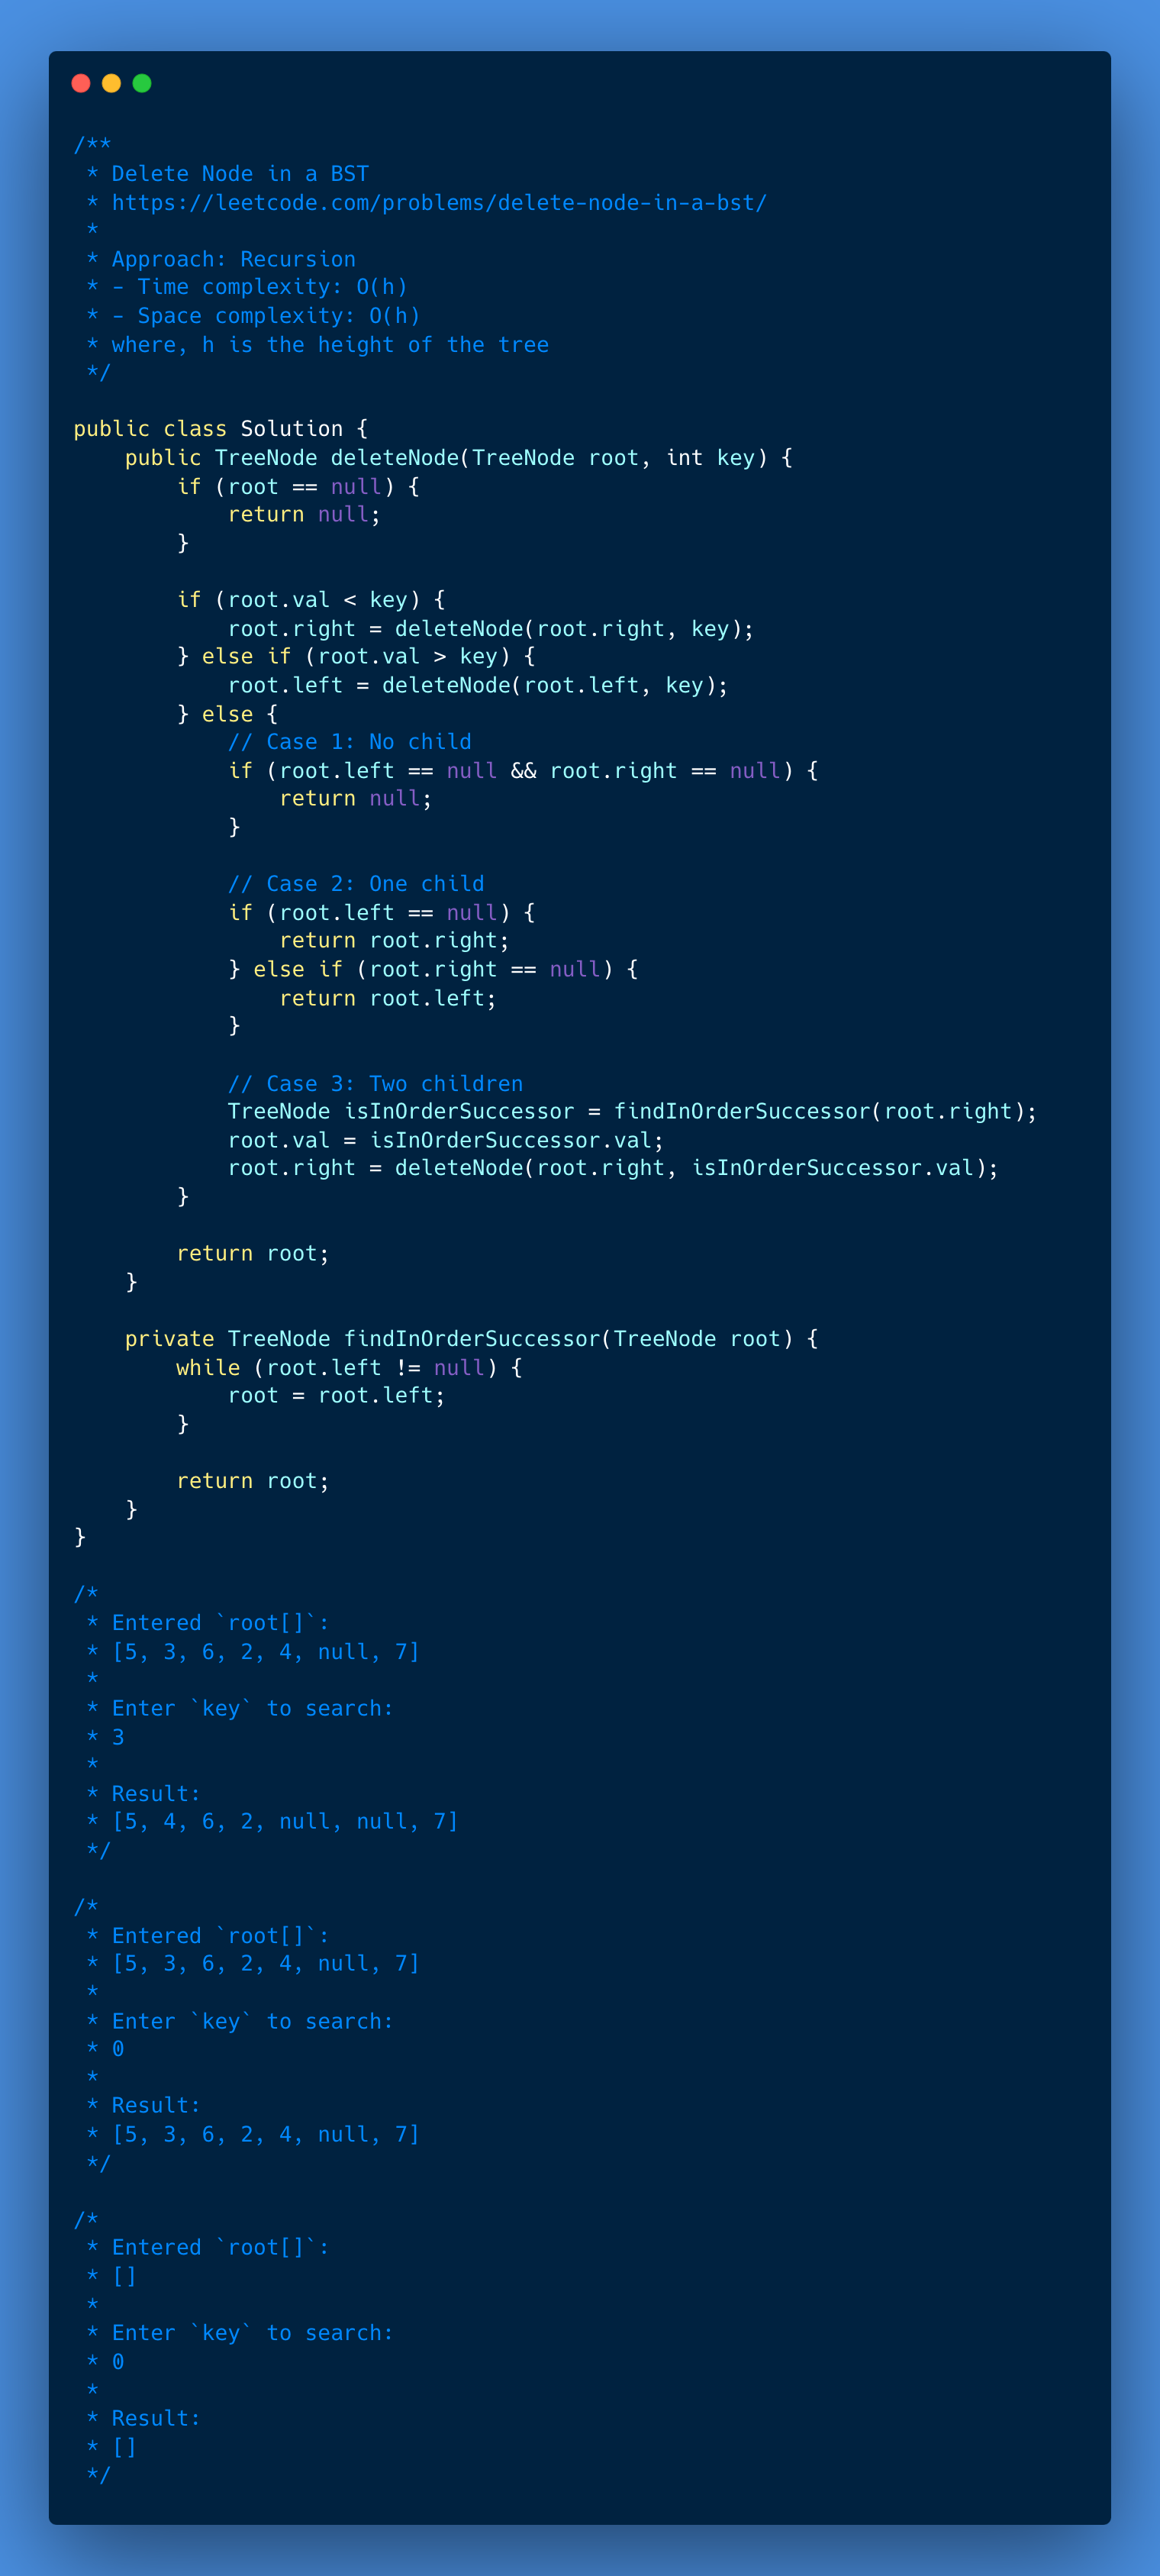 /**
 * Delete Node in a BST
 * https://leetcode.com/problems/delete-node-in-a-bst/
 *
 * Approach: Recursion
 * - Time complexity: O(h)
 * - Space complexity: O(h)
 * where, h is the height of the tree
 */

public class Solution {
    public TreeNode deleteNode(TreeNode root, int key) {
        if (root == null) {
            return null;
        }

        if (root.val < key) {
            root.right = deleteNode(root.right, key);
        } else if (root.val > key) {
            root.left = deleteNode(root.left, key);
        } else {
            // Case 1: No child
            if (root.left == null && root.right == null) {
                return null;
            }

            // Case 2: One child
            if (root.left == null) {
                return root.right;
            } else if (root.right == null) {
                return root.left;
            }

            // Case 3: Two children
            TreeNode isInOrderSuccessor = findInOrderSuccessor(root.right);
            root.val = isInOrderSuccessor.val;
            root.right = deleteNode(root.right, isInOrderSuccessor.val);
        }

        return root;
    }

    private TreeNode findInOrderSuccessor(TreeNode root) {
        while (root.left != null) {
            root = root.left;
        }

        return root;
    }
}

/*
 * Entered `root[]`:
 * [5, 3, 6, 2, 4, null, 7]
 *
 * Enter `key` to search:
 * 3
 *
 * Result:
 * [5, 4, 6, 2, null, null, 7]
 */

/*
 * Entered `root[]`:
 * [5, 3, 6, 2, 4, null, 7]
 *
 * Enter `key` to search:
 * 0
 *
 * Result:
 * [5, 3, 6, 2, 4, null, 7]
 */

/*
 * Entered `root[]`:
 * []
 *
 * Enter `key` to search:
 * 0
 *
 * Result:
 * []
 */